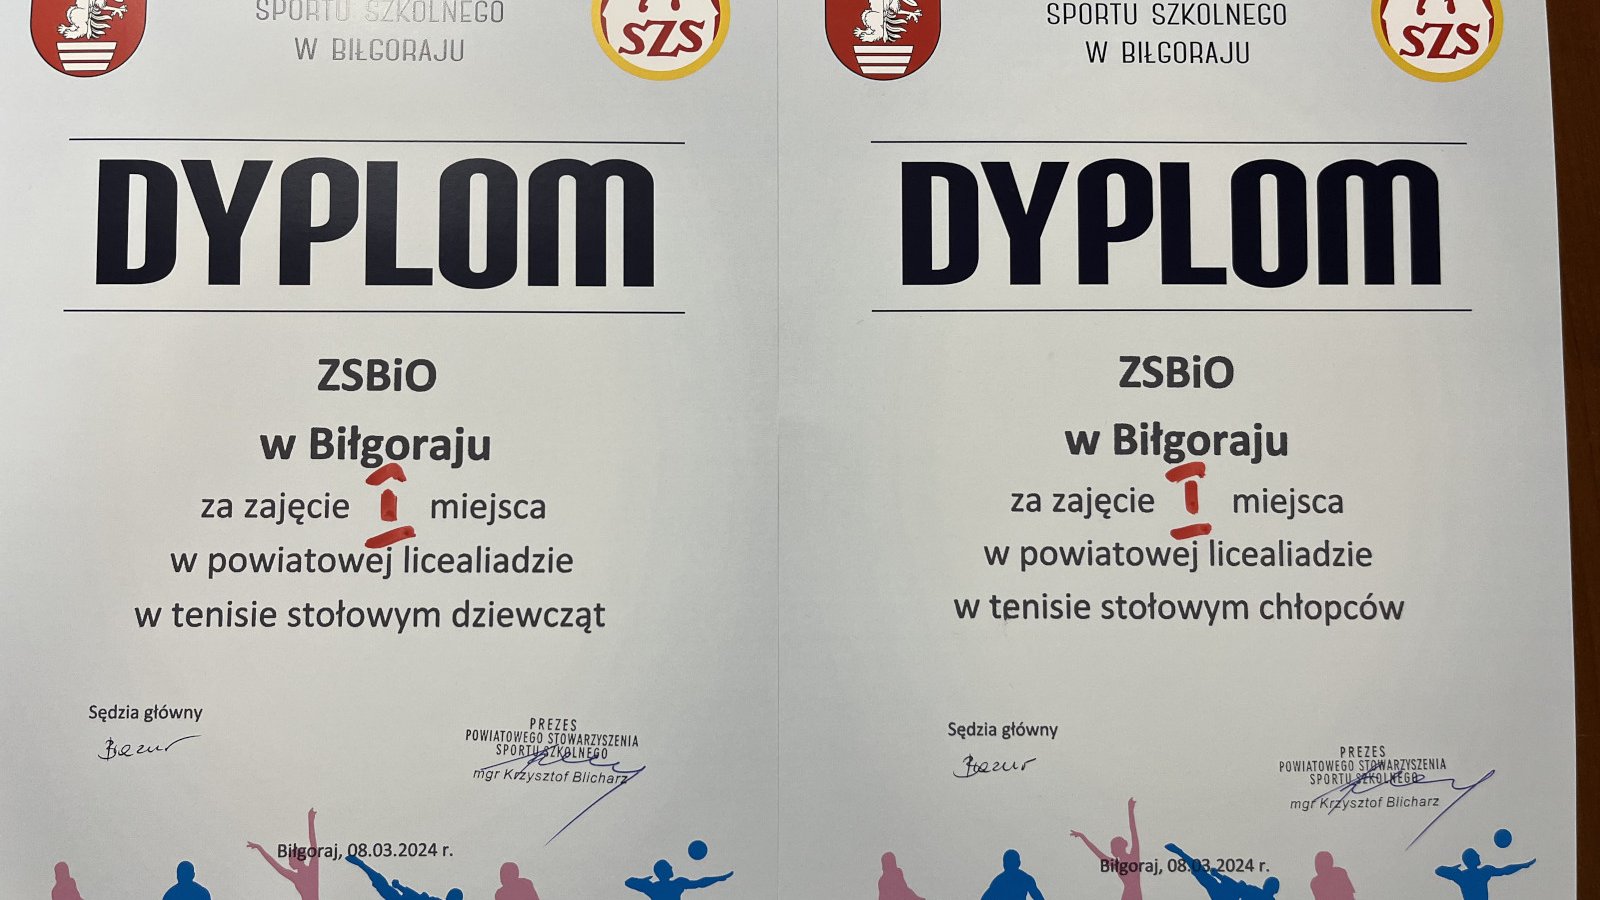 SPORTU SZKOLNEGO
W BIŁGORAJU
SZS
DYPLOM
ZSBiO
w Biłgoraju
za zajęcie I miejsca
w powiatowej licealiadzie
w tenisie stołowym dziewcząt
Sędzia główny
PREZES
POWIATOWEGO STOWARZYSZENIA
SPORTU SZKOLNEGO
mgr Krzysztof Blicharz
Biłgoraj, 08.03.2024 r.
SPORTU SZKOLNEGO
W BIŁGORAJU
SZS
DYPLOM
ZSBiO
w Biłgoraju
za zajęcie I miejsca
w powiatowej licealiadzie
w tenisie stołowym chłopców
Sędzia główny
PREZES
POWIATOWEGO STOWARZYSZENIA
SPORTU SZKOLNEGO
mgr Krzysztof Blicharz
Biłgoraj, 08.03.2024 r.